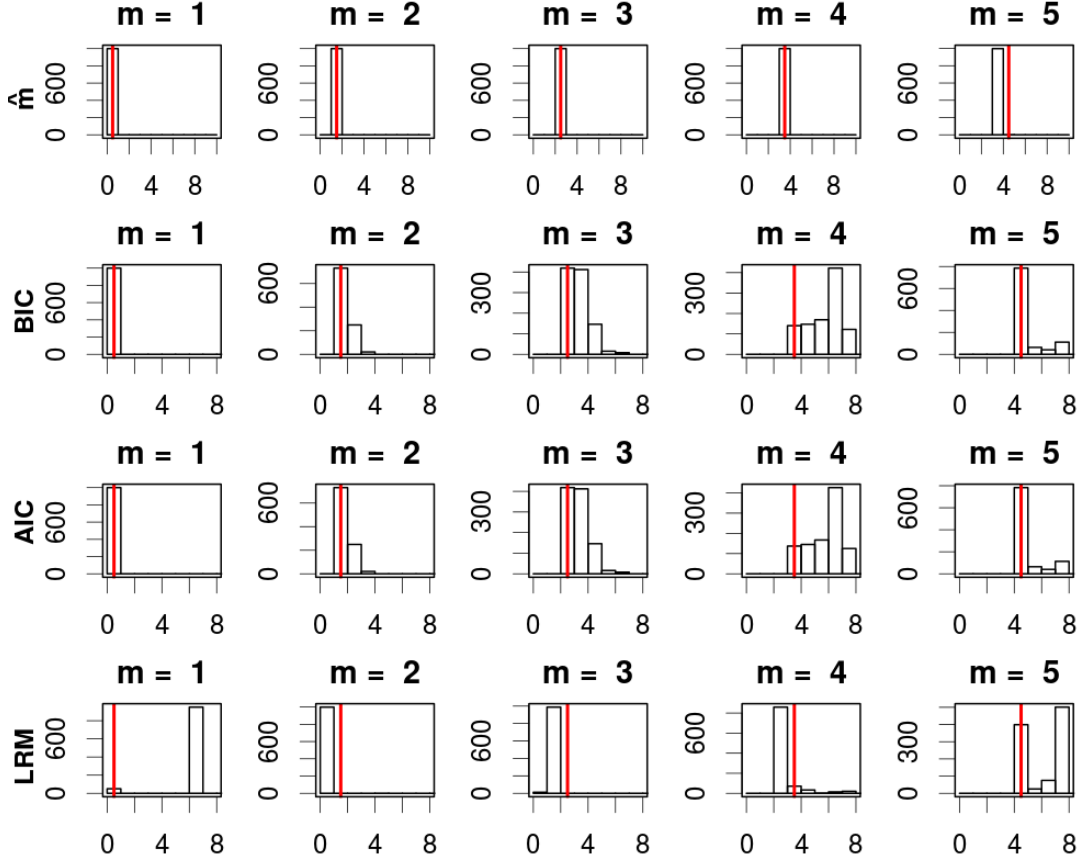 m = 1 m = 2 m = 3 m = 4 m = 5
m̂
0 600 0 600 0 600 0 600 0 600
0 4 8 0 4 8 0 4 8 0 4 8 0 4 8
m = 1 m = 2 m = 3 m = 4 m = 5
BIC
0 600 0 600 0 300 0 300 0 600
0 4 8 0 4 8 0 4 8 0 4 8 0 4 8
m = 1 m = 2 m = 3 m = 4 m = 5
AIC
0 600 0 600 0 300 0 300 0 600
0 4 8 0 4 8 0 4 8 0 4 8 0 4 8
m = 1 m = 2 m = 3 m = 4 m = 5
LRM
0 600 0 600 0 600 0 600 0 300
0 4 8 0 4 8 0 4 8 0 4 8 0 4 8